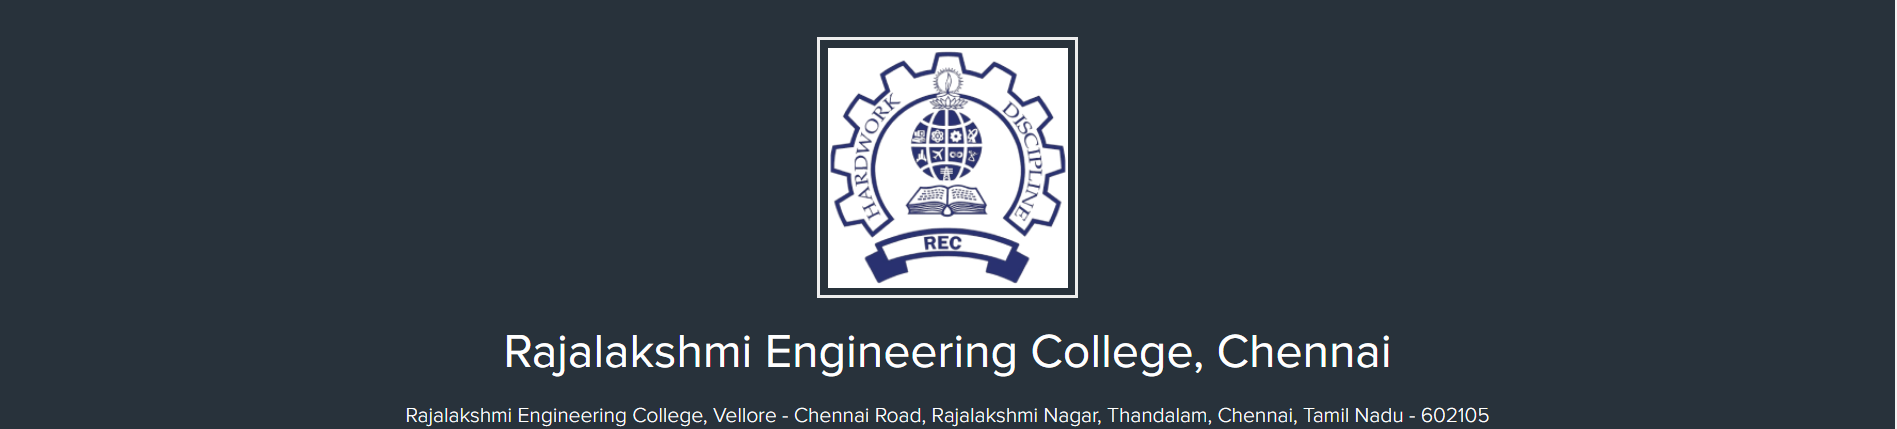 HARDWORK
DISCIPLINE
REC
Rajalakshmi Engineering College, Chennai
Rajalakshmi Engineering College, Vellore - Chennai Road, Rajalakshmi Nagar, Thandalam, Chennai, Tamil Nadu - 602105